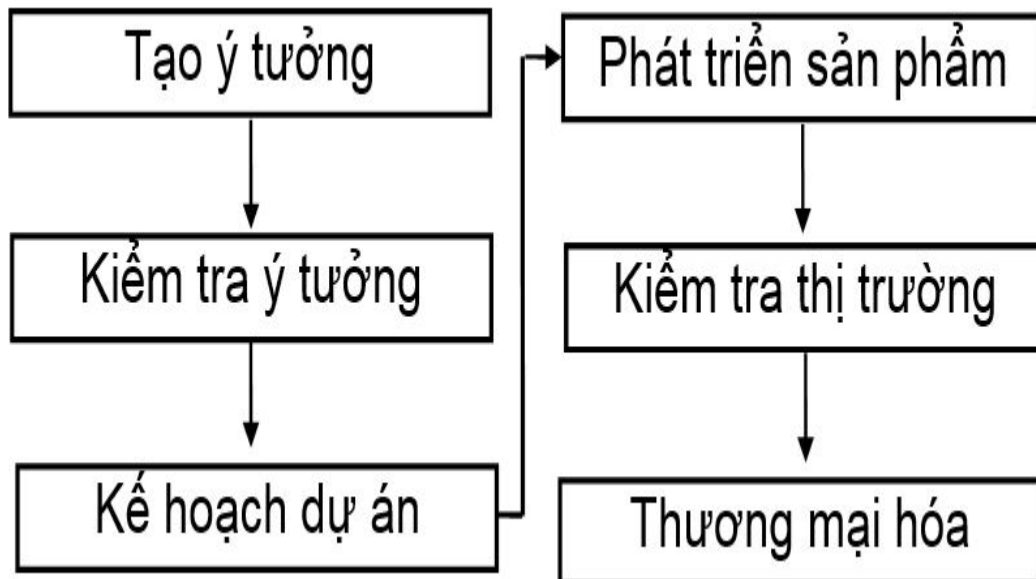 Tạo ý tưởng
Kiểm tra ý tưởng
Kế hoạch dự án
Phát triển sản phẩm
Kiểm tra thị trường
Thương mại hóa